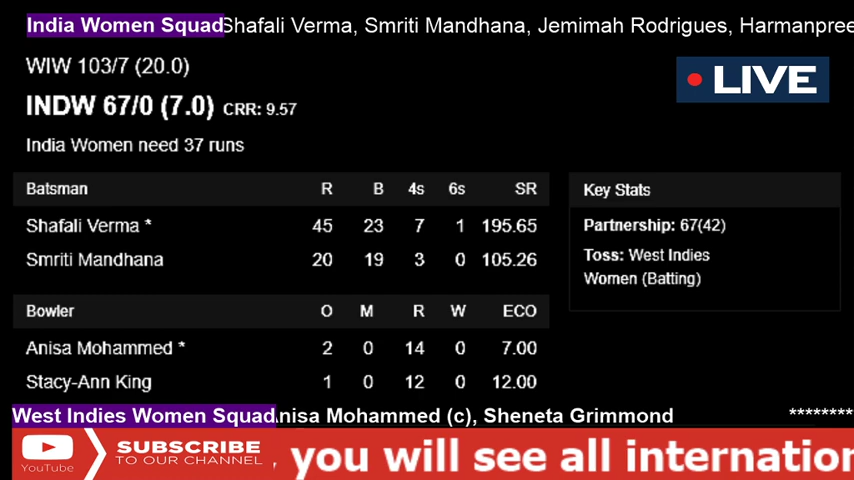 India Women Squad Shafali Verma, Smriti Mandhana, Jemimah Rodrigues, Harmanpree
WIW 103/7 (20.0)
LIVE
INDW 67/0 (7.0) CRR: 9.57
India Women need 37 runs
Batsman R B 4s 6s SR
Shafali Verma * 45 23 7 1 195.65
Smriti Mandhana 20 19 3 0 105.26
Key Stats
Partnership: 67(42)
Toss: West Indies
Women (Batting)
Bowler O M R W ECO
Anisa Mohammed * 2 0 14 0 7.00
Stacy-Ann King 1 0 12 0 12.00
West Indies Women Squad Anisa Mohammed (c), Sheneta Grimmond ********
YouTube
SUBSCRIBE
TO OUR CHANNEL
, you will see all internation